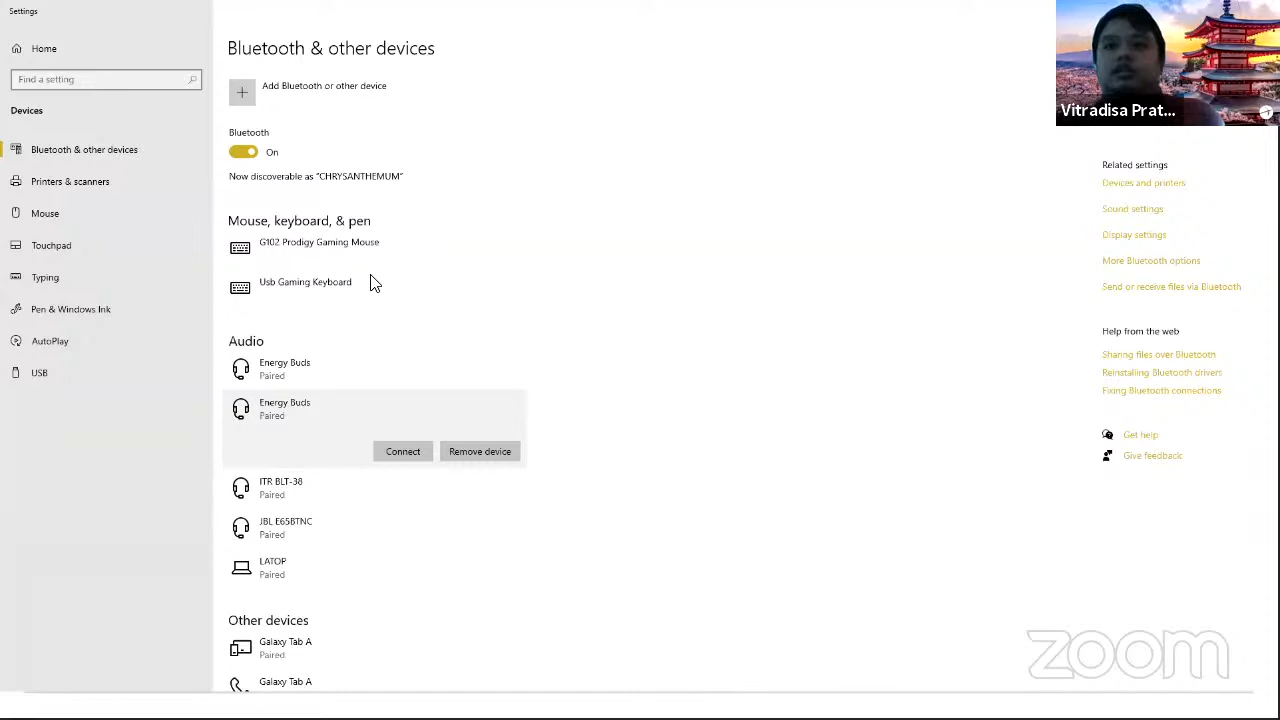 Settings
Home
Find a setting
Devices
Bluetooth & other devices
Printers & scanners
Mouse
Touchpad
Typing
Pen & Windows Ink
AutoPlay
USB
Bluetooth & other devices
Add Bluetooth or other device
Bluetooth
On
Now discoverable as "CHRYSANTHEMUM"
Mouse, keyboard, & pen
G102 Prodigy Gaming Mouse
Usb Gaming Keyboard
Audio
Energy Buds
Paired
Energy Buds
Paired
Connect Remove device
ITR BLT-38
Paired
JBL E65BTNC
Paired
LATOP
Paired
Other devices
Galaxy Tab A
Paired
Galaxy Tab A
Vitradisa Prat...
Related settings
Devices and printers
Sound settings
Display settings
More Bluetooth options
Send or receive files via Bluetooth
Help from the web
Sharing files over Bluetooth
Reinstalling Bluetooth drivers
Fixing Bluetooth connections
Get help
Give feedback
zoom